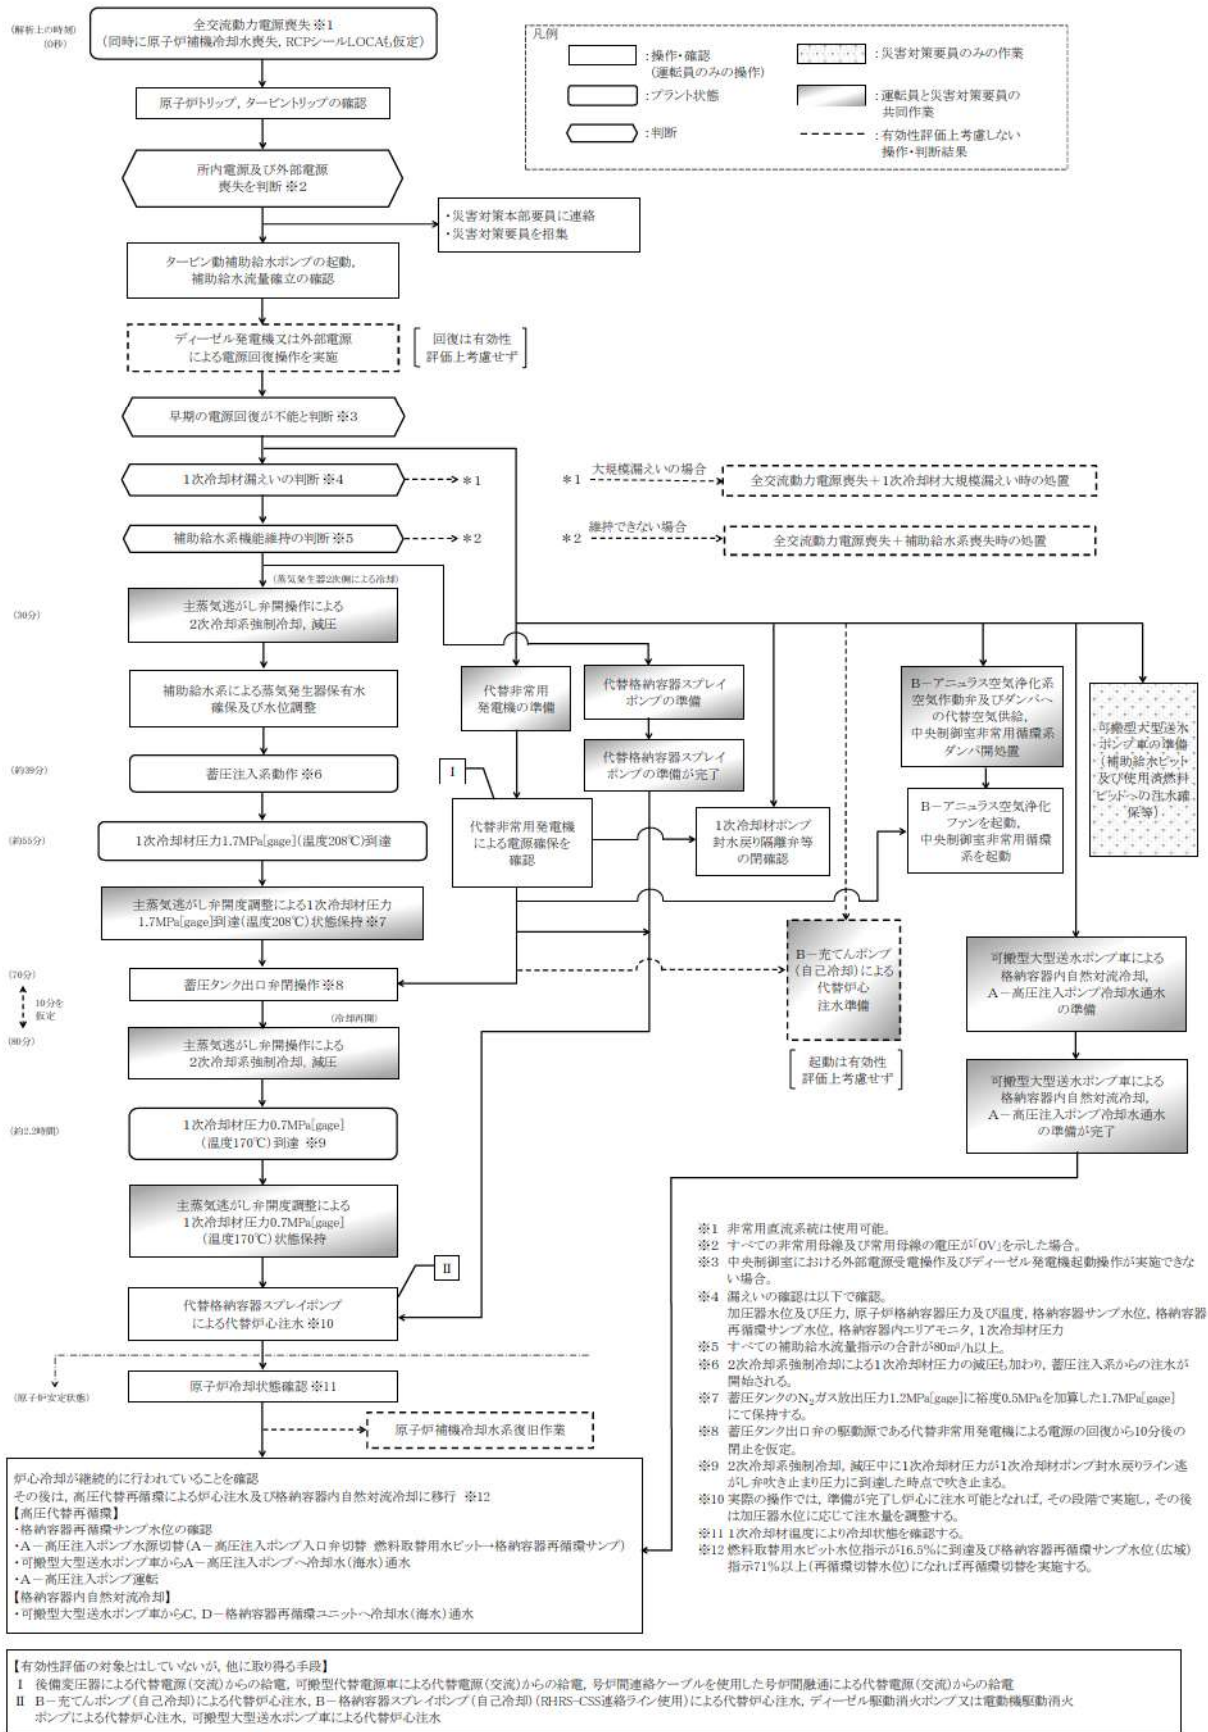 (解析上の時刻)
(0秒)
全交流動力電源喪失 ※1
(同時に原子炉補機冷却水喪失, RCPシールLOCAも仮定)
原子炉トリップ, タービントリップの確認
所内電源及び外部電源
喪失を判断 ※2
・災害対策本部要員に連絡
・災害対策要員を招集
タービン動補助給水ポンプの起動,
補助給水流量確立の確認
ディーゼル発電機又は外部電源
による電源回復操作を実施
回復は有効性
評価上考慮せず
早期の電源回復が不能と判断 ※3
1次冷却材漏えいの判断 ※4
*1
補助給水系機能維持の判断 ※5
*2
凡例
:操作・確認
(運転員のみの操作)
:プラント状態
:判断
:災害対策要員のみの作業
:運転員と災害対策要員の
共同作業
:有効性評価上考慮しない
操作・判断結果
*1
大規模漏えいの場合
全交流動力電源喪失+1次冷却材大規模漏えい時の処置
*2
維持できない場合
全交流動力電源喪失+補助給水系喪失時の処置
(蒸気発生器2次側による冷却)
(30分)
主蒸気逃がし弁開操作による
2次冷却系強制冷却, 減圧
補助給水系による蒸気発生器保有水
確保及び水位調整
(約39分)
蓄圧注入系動作 ※6
(約55分)
1次冷却材圧力1.7MPa[gage](温度208℃)到達
主蒸気逃がし弁開度調整による1次冷却材圧力
1.7MPa[gage]到達(温度208℃)状態保持 ※7
(70分)
10分を
仮定
(80分)
蓄圧タンク出口弁閉操作 ※8
(冷却再開)
主蒸気逃がし弁開操作による
2次冷却系強制冷却, 減圧
(約2.2時間)
1次冷却材圧力0.7MPa[gage]
(温度170℃)到達 ※9
主蒸気逃がし弁開度調整による
1次冷却材圧力0.7MPa[gage]
(温度170℃)状態保持
II
代替格納容器スプレイポンプ
による代替炉心注水 ※10
(原子炉安定状態)
原子炉冷却状態確認 ※11
原子炉補機冷却水系復旧作業
代替非常用
発電機の準備
I
代替非常用発電機
による電源確保を
確認
代替格納容器スプレイ
ポンプの準備
代替格納容器スプレイ
ポンプの準備が完了
1次冷却材ポンプ
封水戻り隔離弁等
の閉確認
B-充てんポンプ
(自己冷却)による
代替炉心
注水準備
起動は有効性
評価上考慮せず
B-アニュラス空気浄化系
空気作動弁及びダンパへ
の代替空気供給,
中央制御室非常用循環系
ダンパ開処置
B-アニュラス空気浄化
ファンを起動,
中央制御室非常用循環
系を起動
可搬型大型送水
ポンプ車の準備
(補助給水ピット
及び使用済燃料
ピットへの注水確
保等)
可搬型大型送水ポンプ車による
格納容器内自然対流冷却,
A-高圧注入ポンプ冷却水通水
の準備
可搬型大型送水ポンプ車による
格納容器内自然対流冷却,
A-高圧注入ポンプ冷却水通水
の準備が完了
炉心冷却が継続的に行われていることを確認
その後は, 高圧代替再循環による炉心注水及び格納容器内自然対流冷却に移行 ※12
【高圧代替再循環】
・格納容器再循環サンプ水位の確認
・A-高圧注入ポンプ水源切替(A-高圧注入ポンプ入口弁切替 燃料取替用水ピット→格納容器再循環サンプ)
・可搬型大型送水ポンプ車からA-高圧注入ポンプへ冷却水(海水)通水
・A-高圧注入ポンプ運転
【格納容器内自然対流冷却】
・可搬型大型送水ポンプ車からC, D-格納容器再循環ユニットへ冷却水(海水)通水
※1 非常用直流系統は使用可能。
※2 すべての非常用母線及び常用母線の電圧が「0V」を示した場合。
※3 中央制御室における外部電源受電操作及びディーゼル発電機起動操作が実施できな
い場合。
※4 漏えいの確認は以下で確認。
加圧器水位及び圧力, 原子炉格納容器圧力及び温度, 格納容器サンプ水位, 格納容器
再循環サンプ水位, 格納容器内エリアモニタ, 1次冷却材圧力
※5 すべての補助給水流量指示の合計が80m³/h以上。
※6 2次冷却系強制冷却による1次冷却材圧力の減圧も加わり, 蓄圧注入系からの注水が
開始される。
※7 蓄圧タンクのN₂ガス放出圧力1.2MPa[gage]に裕度0.5MPaを加算した1.7MPa[gage]
にて保持する。
※8 蓄圧タンク出口弁の駆動源である代替非常用発電機による電源の回復から10分後の
閉止を仮定。
※9 2次冷却系強制冷却, 減圧中に1次冷却材圧力が1次冷却材ポンプ封水戻りライン逃
がし弁吹き止まり圧力に到達した時点で吹き止まる。
※10 実際の操作では, 準備が完了し炉心に注水可能となれば, その段階で実施し, その後
は加圧器水位に応じて注水量を調整する。
※11 1次冷却材温度により冷却状態を確認する。
※12 燃料取替用水ピット水位指示が16.5%に到達及び格納容器再循環サンプ水位(広域)
指示71%以上(再循環切替水位)になれば再循環切替を実施する。
【有効性評価の対象とはしていないが, 他に取り得る手段】
I 後備変圧器による代替電源(交流)からの給電, 可搬型代替電源車による代替電源(交流)からの給電, 号炉間連絡ケーブルを使用した号炉間融通による代替電源(交流)からの給電
II B-充てんポンプ(自己冷却)による代替炉心注水, B-格納容器スプレイポンプ(自己冷却)(RHRS-CSS連絡ライン使用)による代替炉心注水, ディーゼル駆動消火ポンプ又は電動機駆動消火
ポンプによる代替炉心注水, 可搬型大型送水ポンプ車による代替炉心注水